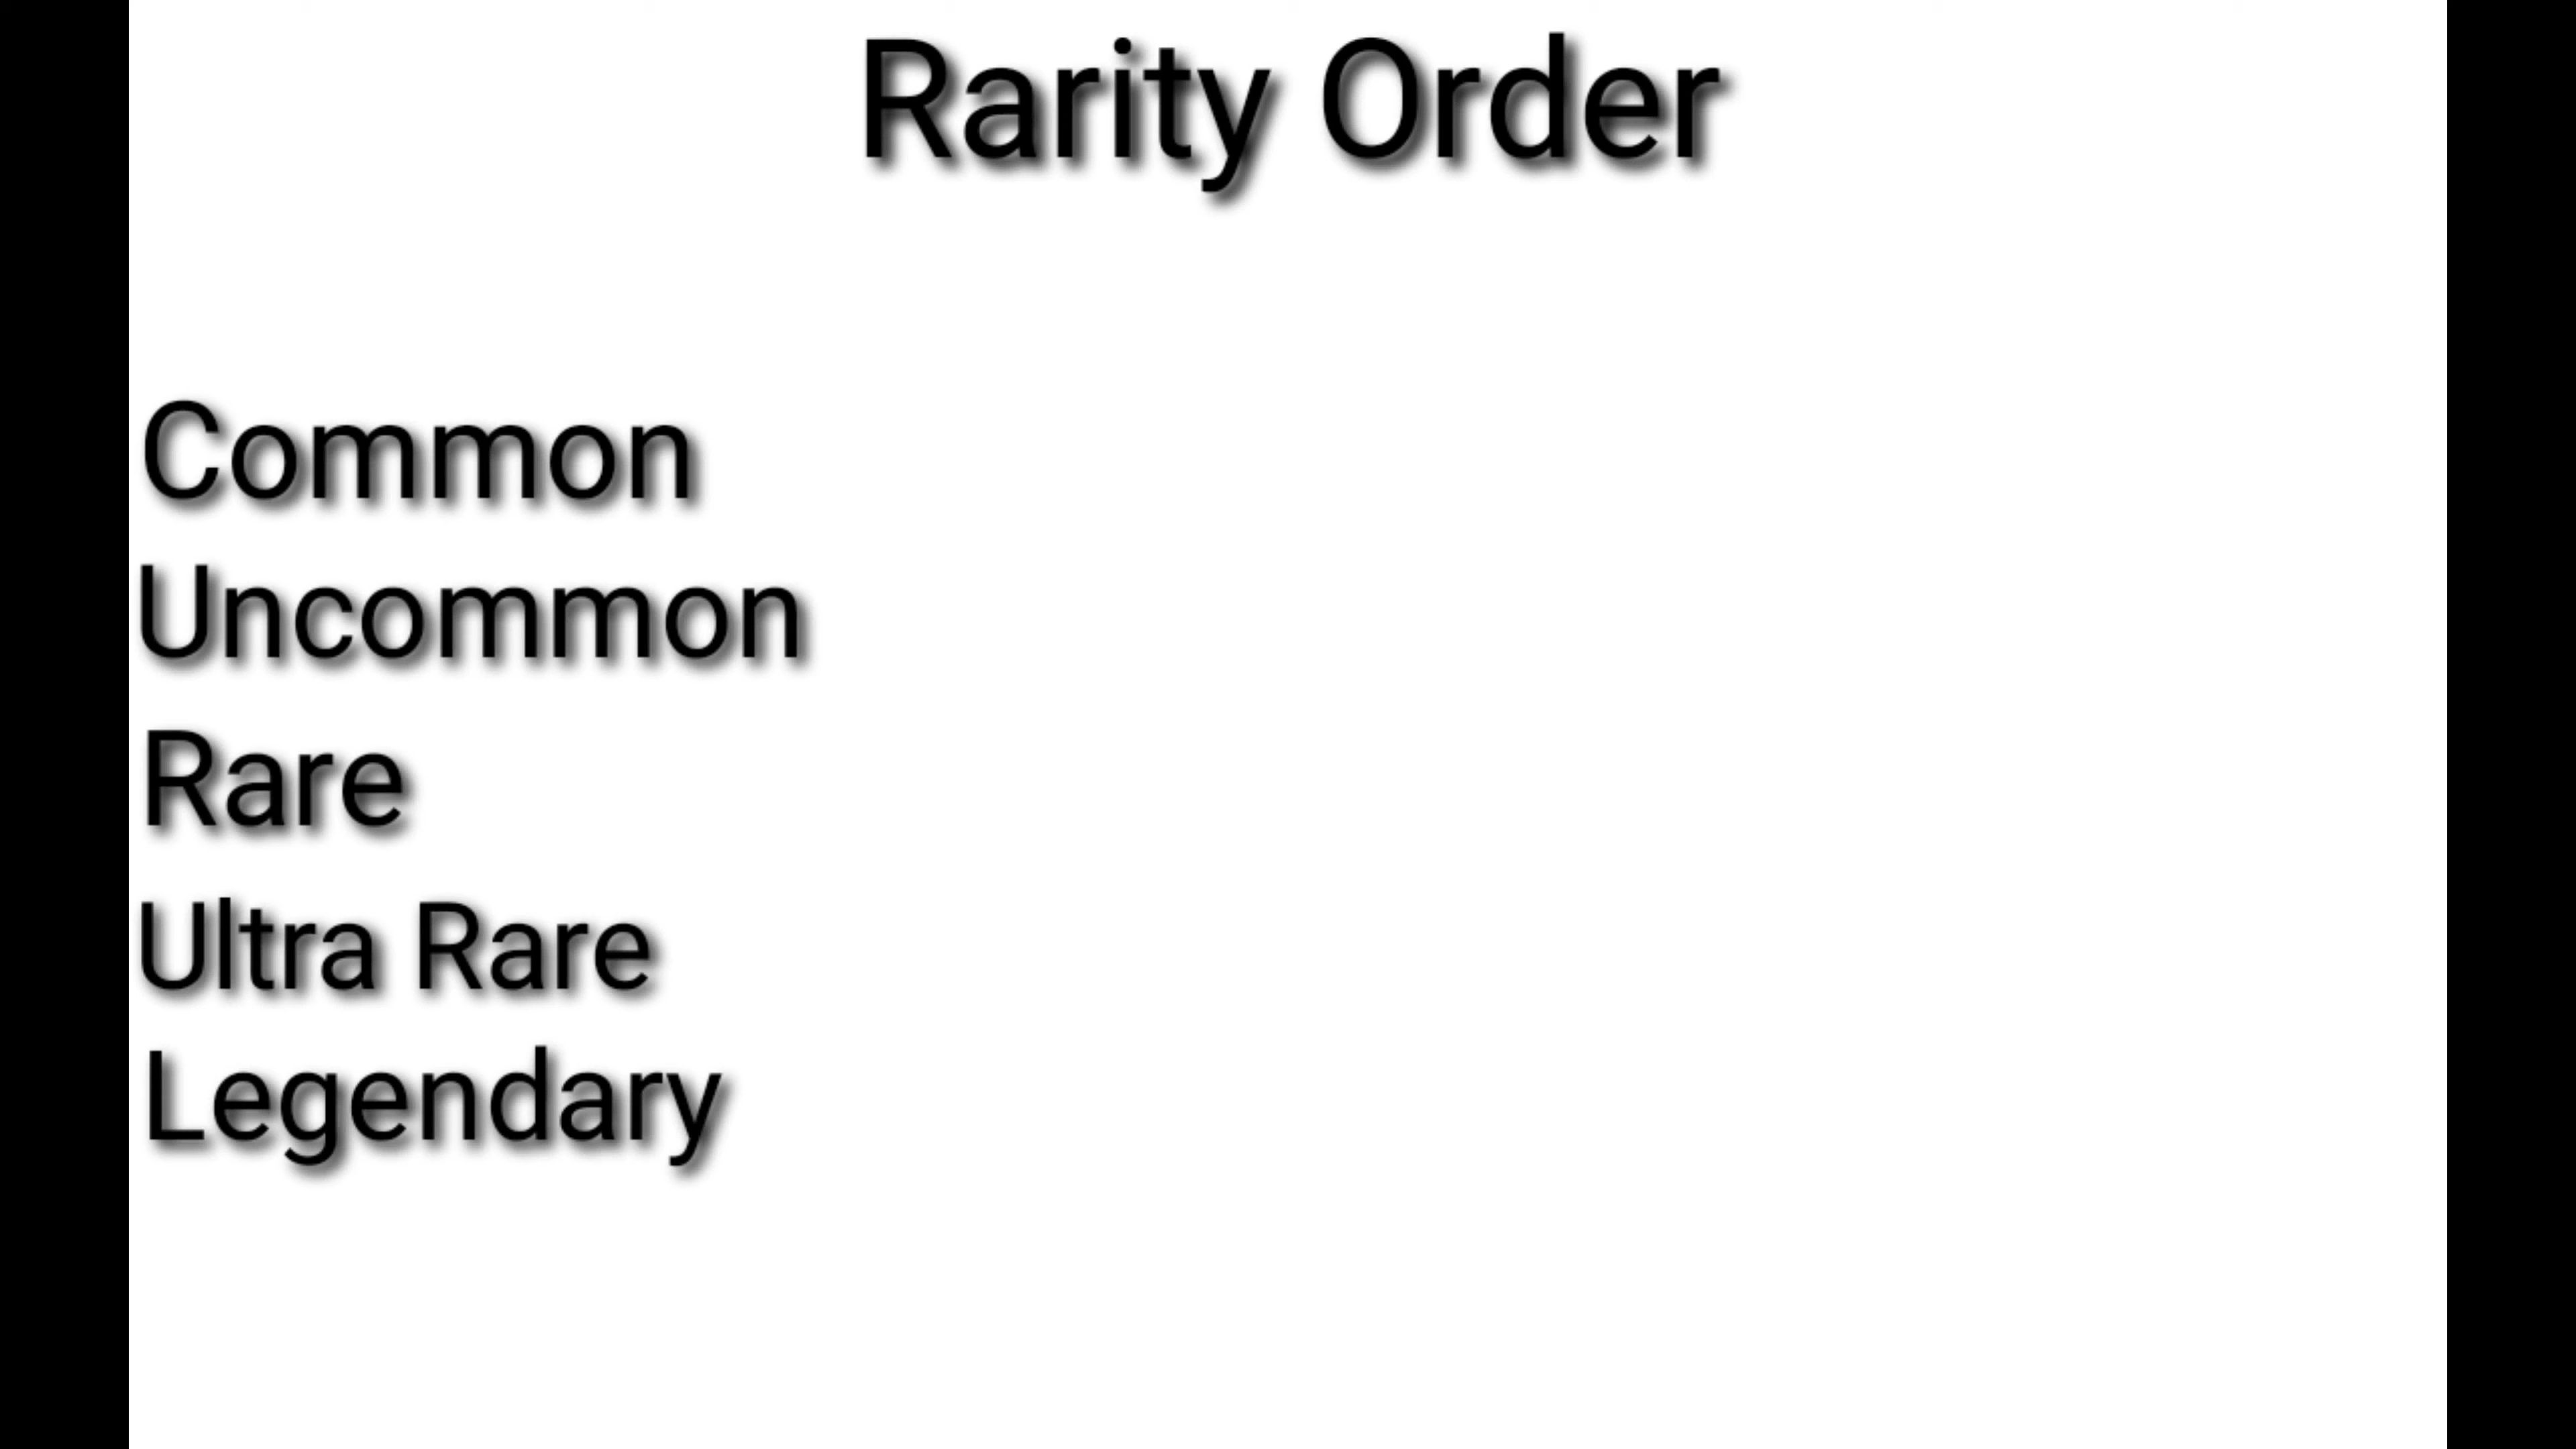 Rarity Order
Common
Uncommon
Rare
Ultra Rare
Legendary